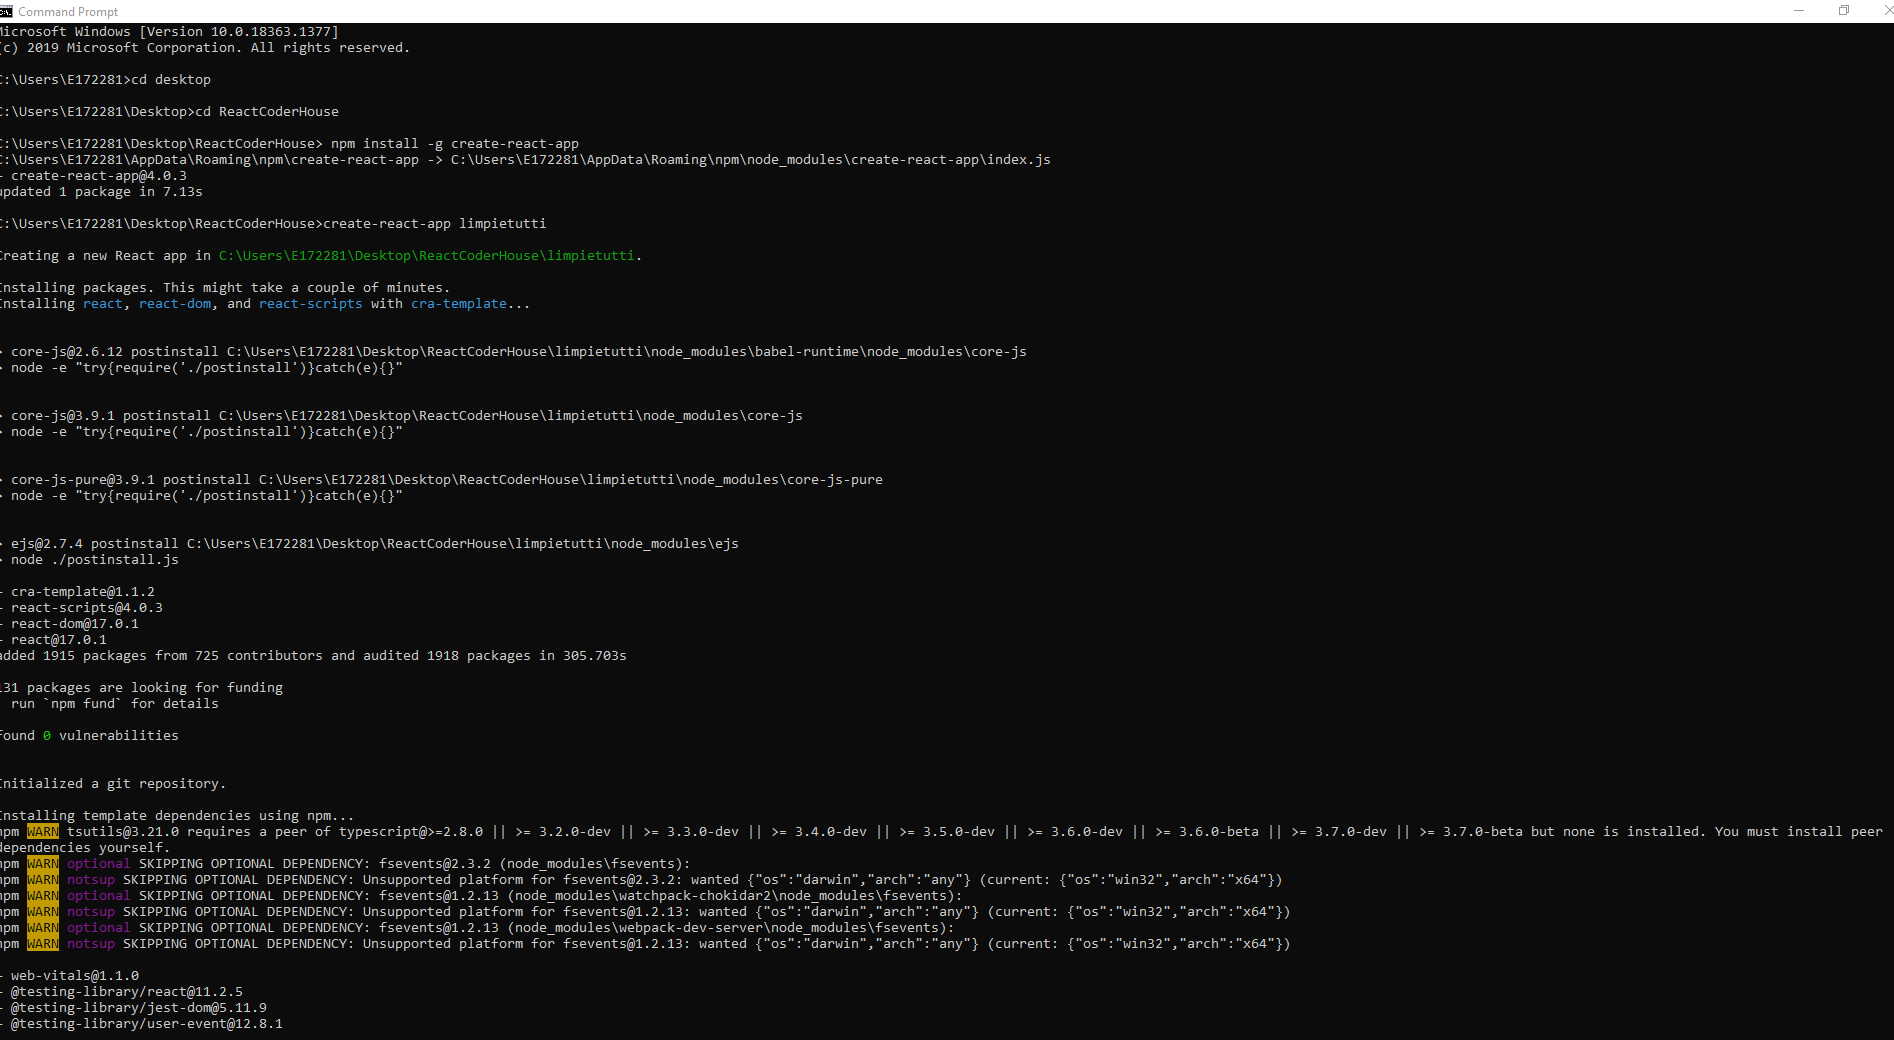 Command Prompt
Microsoft Windows [Version 10.0.18363.1377]
(c) 2019 Microsoft Corporation. All rights reserved.
C:\Users\E172281>cd desktop
C:\Users\E172281\Desktop>cd ReactCoderHouse
C:\Users\E172281\Desktop\ReactCoderHouse> npm install -g create-react-app
C:\Users\E172281\AppData\Roaming\npm\create-react-app -> C:\Users\E172281\AppData\Roaming\npm\node_modules\create-react-app\index.js
+ create-react-app@4.0.3
updated 1 package in 7.13s
C:\Users\E172281\Desktop\ReactCoderHouse>create-react-app limpietutti
Creating a new React app in C:\Users\E172281\Desktop\ReactCoderHouse\limpietutti.
Installing packages. This might take a couple of minutes.
Installing react, react-dom, and react-scripts with cra-template...
> core-js@2.6.12 postinstall C:\Users\E172281\Desktop\ReactCoderHouse\limpietutti\node_modules\babel-runtime\node_modules\core-js
> node -e "try{require('./postinstall')}catch(e){}"
> core-js@3.9.1 postinstall C:\Users\E172281\Desktop\ReactCoderHouse\limpietutti\node_modules\core-js
> node -e "try{require('./postinstall')}catch(e){}"
> core-js-pure@3.9.1 postinstall C:\Users\E172281\Desktop\ReactCoderHouse\limpietutti\node_modules\core-js-pure
> node -e "try{require('./postinstall')}catch(e){}"
> ejs@2.7.4 postinstall C:\Users\E172281\Desktop\ReactCoderHouse\limpietutti\node_modules\ejs
> node ./postinstall.js
+ cra-template@1.1.2
+ react-scripts@4.0.3
+ react-dom@17.0.1
+ react@17.0.1
added 1915 packages from 725 contributors and audited 1918 packages in 305.703s
131 packages are looking for funding
run `npm fund` for details
found 0 vulnerabilities
Initialized a git repository.
Installing template dependencies using npm...
npm WARN tsutils@3.21.0 requires a peer of typescript@>=2.8.0 || >= 3.2.0-dev || >= 3.3.0-dev || >= 3.4.0-dev || >= 3.5.0-dev || >= 3.6.0-dev || >= 3.6.0-beta || >= 3.7.0-dev || >= 3.7.0-beta but none is installed. You must install peer
dependencies yourself.
npm WARN optional SKIPPING OPTIONAL DEPENDENCY: fsevents@2.3.2 (node_modules\fsevents):
npm WARN notsup SKIPPING OPTIONAL DEPENDENCY: Unsupported platform for fsevents@2.3.2: wanted {"os":"darwin","arch":"any"} (current: {"os":"win32","arch":"x64"})
npm WARN optional SKIPPING OPTIONAL DEPENDENCY: fsevents@1.2.13 (node_modules\watchpack-chokidar2\node_modules\fsevents):
npm WARN notsup SKIPPING OPTIONAL DEPENDENCY: Unsupported platform for fsevents@1.2.13: wanted {"os":"darwin","arch":"any"} (current: {"os":"win32","arch":"x64"})
npm WARN optional SKIPPING OPTIONAL DEPENDENCY: fsevents@1.2.13 (node_modules\webpack-dev-server\node_modules\fsevents):
npm WARN notsup SKIPPING OPTIONAL DEPENDENCY: Unsupported platform for fsevents@1.2.13: wanted {"os":"darwin","arch":"any"} (current: {"os":"win32","arch":"x64"})
+ web-vitals@1.1.0
+ @testing-library/react@11.2.5
+ @testing-library/jest-dom@5.11.9
+ @testing-library/user-event@12.8.1